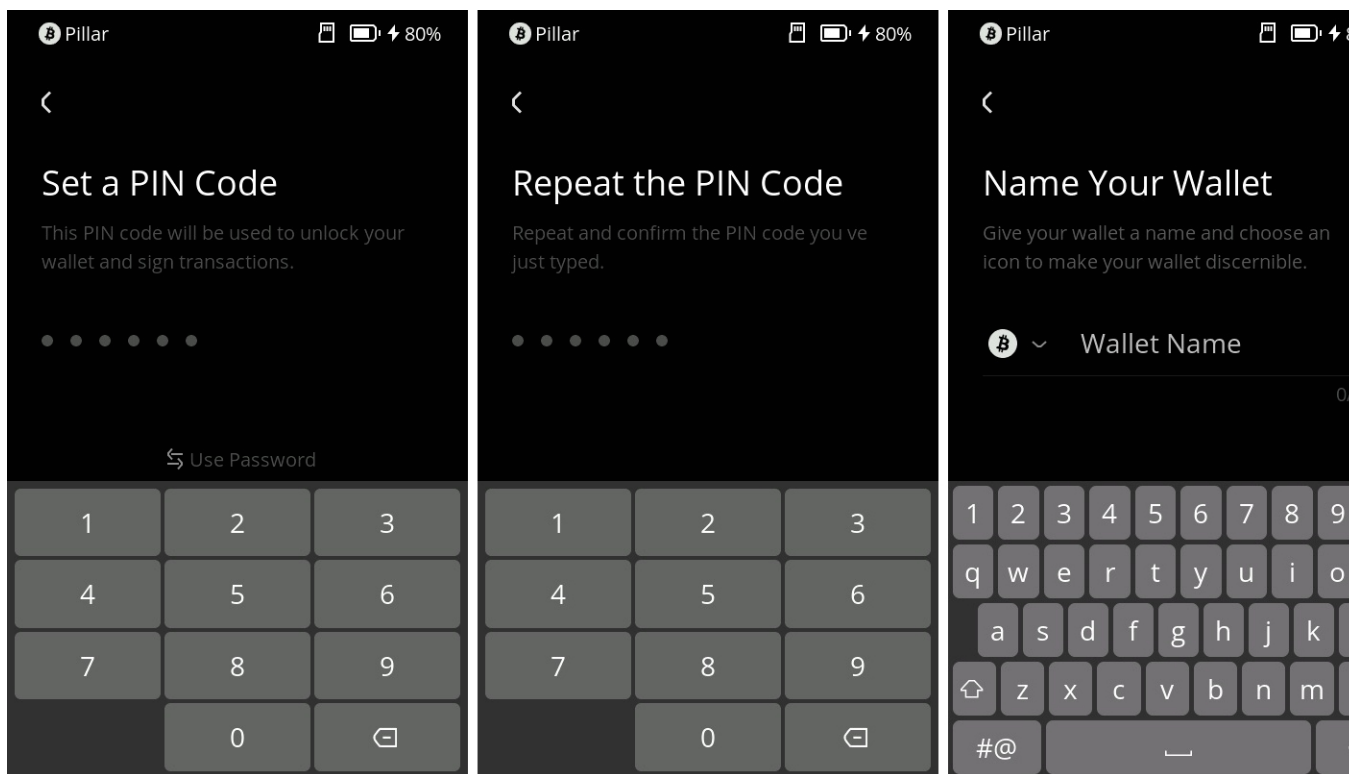 Pillar
80%
Set a PIN Code
This PIN code will be used to unlock your
wallet and sign transactions.
Use Password
1 2 3
4 5 6
7 8 9
0
Pillar
80%
Repeat the PIN Code
Repeat and confirm the PIN code you ve
just typed.
1 2 3
4 5 6
7 8 9
0
Pillar
Name Your Wallet
Give your wallet a name and choose an
icon to make your wallet discernible.
Wallet Name
0/
1 2 3 4 5 6 7 8 9
q w e r t y u i o
a s d f g h j k
z x c v b n m
#@